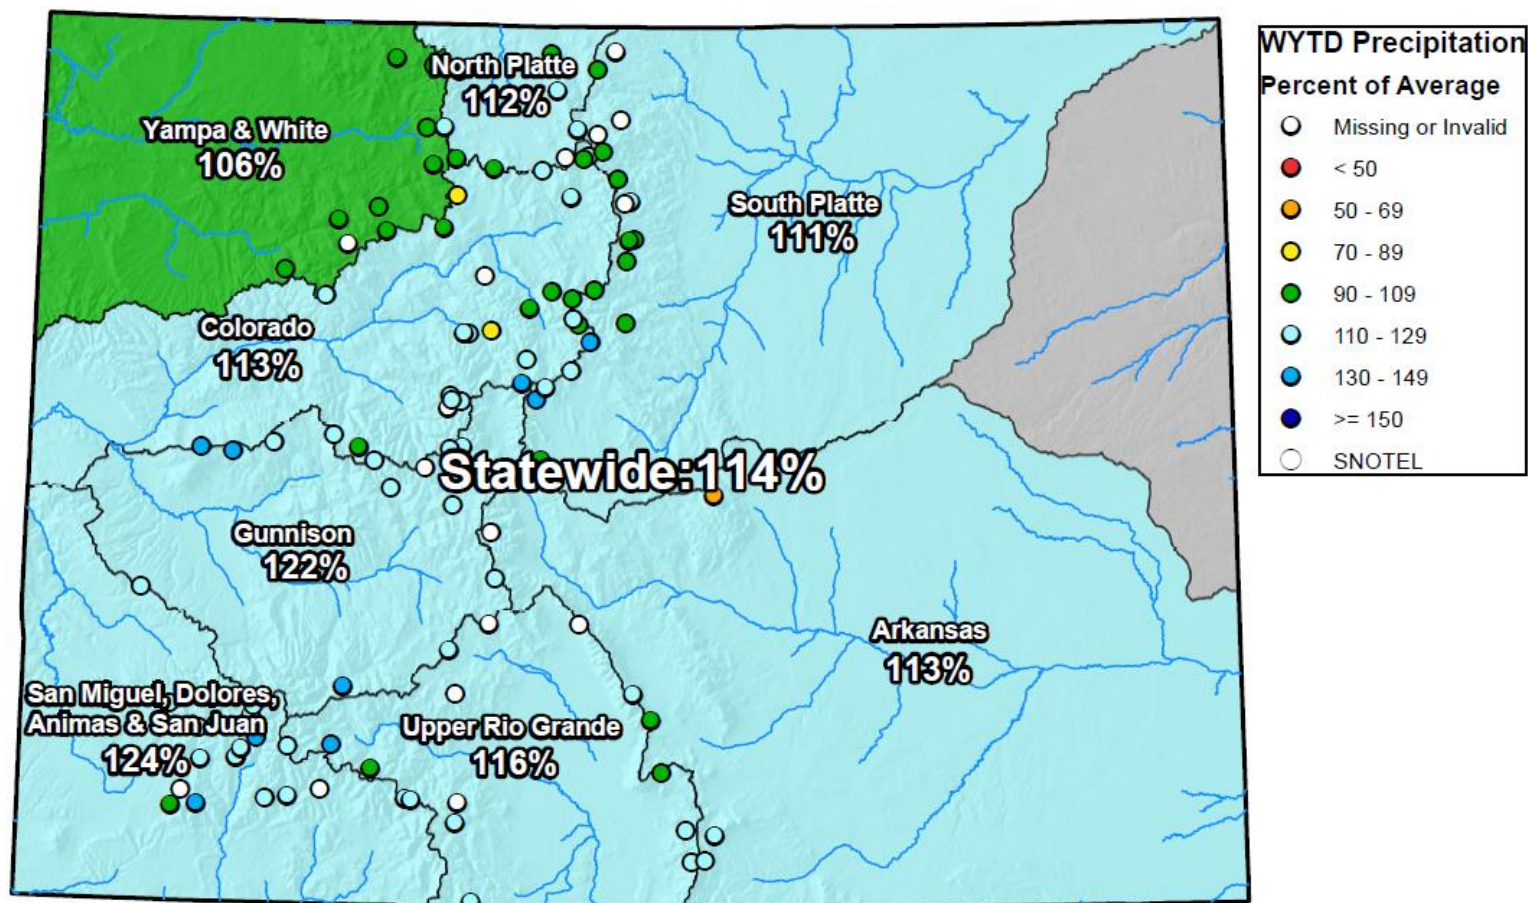 North Platte
112%
Yampa & White
106%
South Platte
111%
Colorado
113%
Statewide:114%
Gunnison
122%
Arkansas
113%
San Miguel, Dolores,
Animas & San Juan
124%
Upper Rio Grande
116%
WYTD Precipitation
Percent of Average
Missing or Invalid
< 50
50 - 69
70 - 89
90 - 109
110 - 129
130 - 149
>= 150
SNOTEL